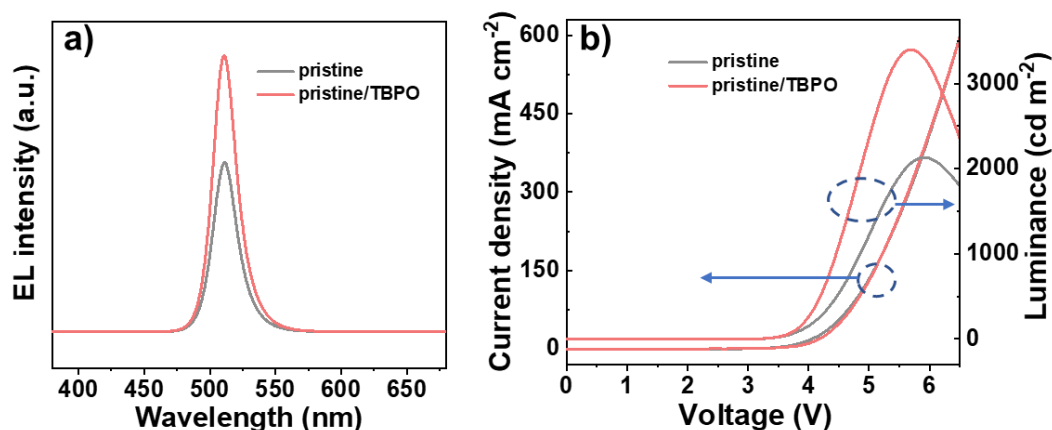 a)
pristine
pristine/TBPO
EL intensity (a.u.)
400 450 500 550 600 650
Wavelength (nm)
b)
pristine
pristine/TBPO
Current density (mA cm-2)
600
450
300
150
0
Luminance (cd m-2)
3000
2000
1000
0
0 1 2 3 4 5 6
Voltage (V)